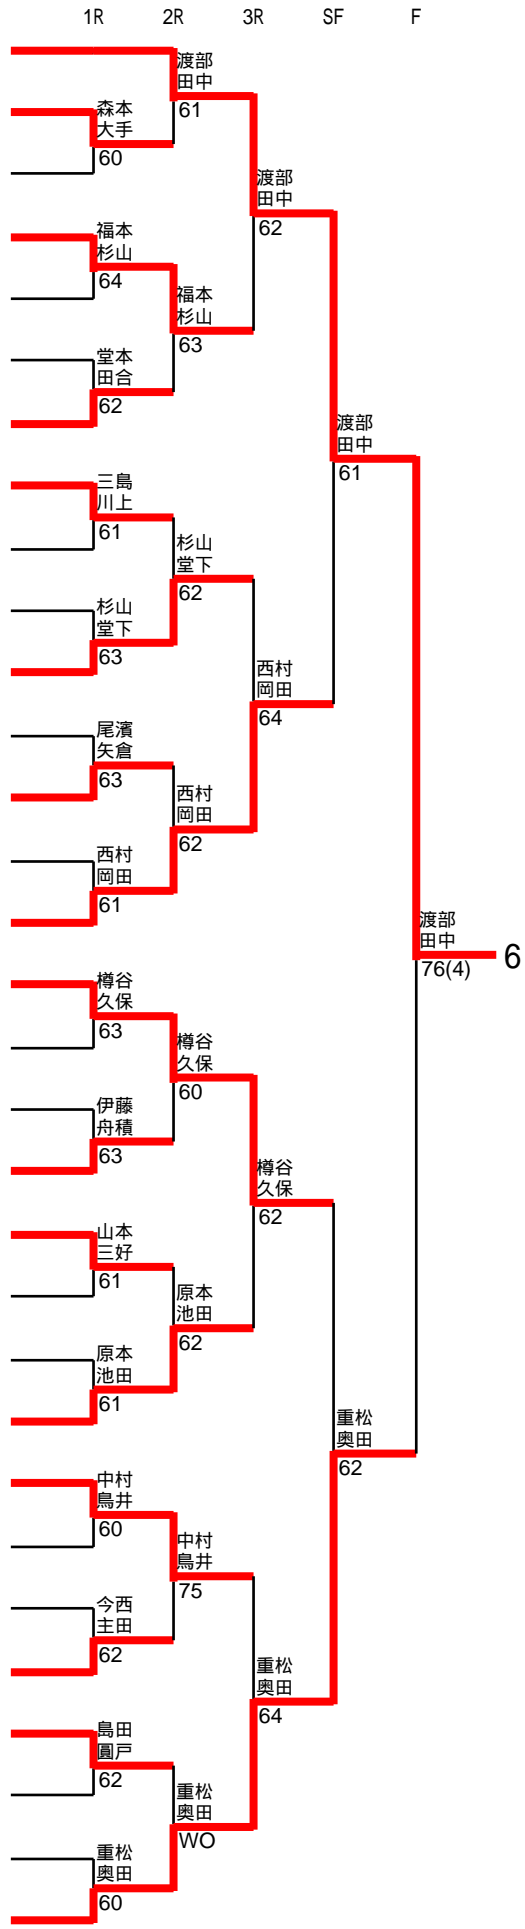 1R 2R 3R SF F
渡部
田中
61
森本
大手
60
渡部
田中
62
福本
杉山
64
福本
杉山
63
堂本
田合
62
渡部
田中
61
三島
川上
61
杉山
堂下
62
杉山
堂下
63
西村
岡田
64
尾濱
矢倉
63
西村
岡田
62
西村
岡田
61
渡部
田中
76(4)
6
樽谷
久保
63
樽谷
久保
60
伊藤
舟積
63
樽谷
久保
62
山本
三好
61
原本
池田
62
原本
池田
61
重松
奥田
62
中村
鳥井
60
中村
鳥井
75
今西
主田
62
重松
奥田
64
島田
圓戸
62
重松
奥田
WO
重松
奥田
60